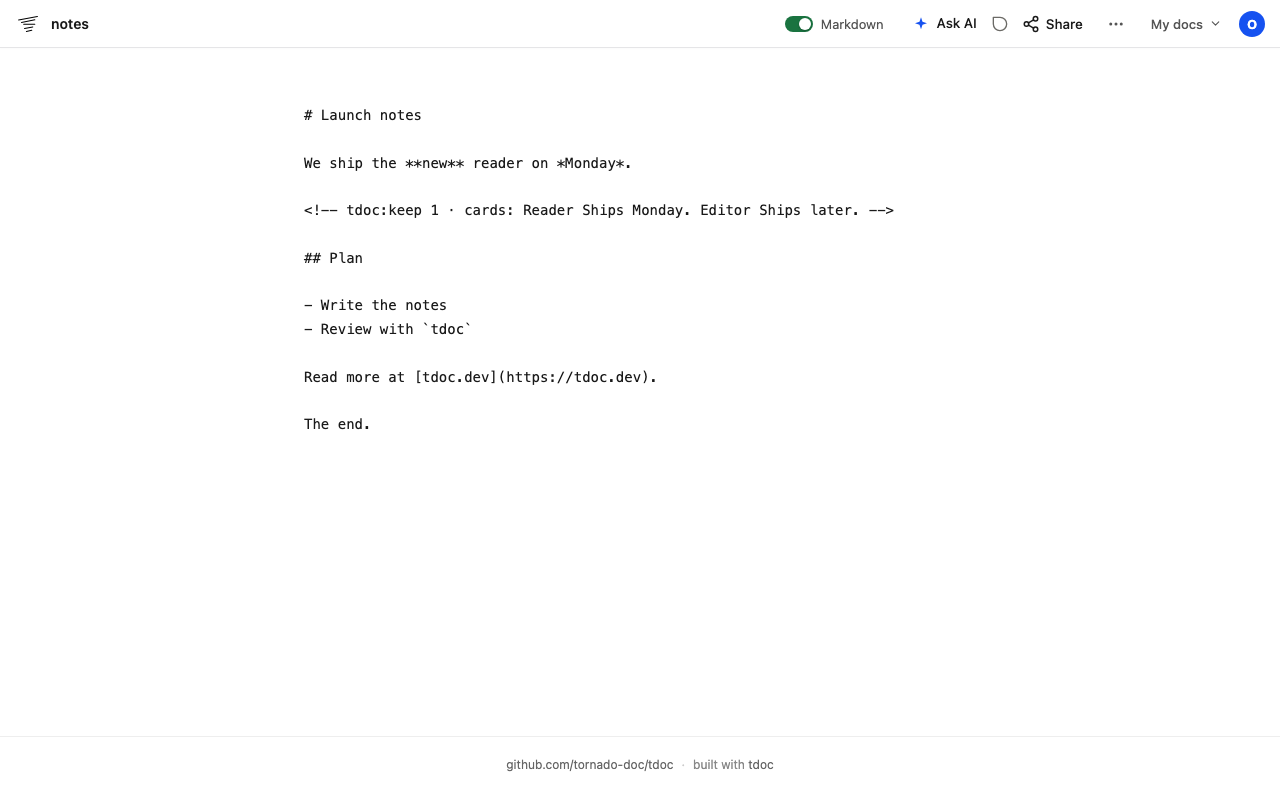 notes
Markdown
Ask AI
Share
My docs
O
# Launch notes
We ship the **new** reader on *Monday*.
<!-- tdoc:keep 1 · cards: Reader Ships Monday. Editor Ships later. -->
## Plan
- Write the notes
- Review with `tdoc`
Read more at [tdoc.dev](https://tdoc.dev).
The end.
github.com/tornado-doc/tdoc · built with tdoc